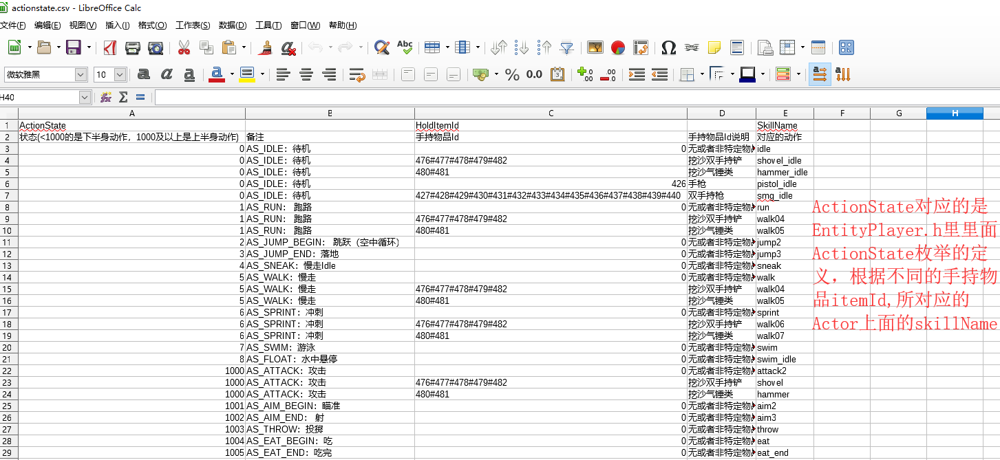 actionstate.csv - LibreOffice Calc
文件(F) 编辑(E) 视图(V) 插入(I) 格式(O) 工作表(S) 数据(D) 工具(T) 窗口(W) 帮助(H)
Abc
微软雅黑 10 a a a a % 0.0
H40
A B C D E F G H
1 ActionState HoldItemId SkillName
2 状态(<1000的是下半身动作，1000及以上是上半身动作) 备注 手持物品Id 手持物品Id说明 对应的动作
3 0 AS_IDLE：待机 0 无或者非特定物 idle
4 0 AS_IDLE：待机 476#477#478#479#482 挖沙双手持铲 shovel_idle
5 0 AS_IDLE：待机 480#481 挖沙气锤类 hammer_idle
6 0 AS_IDLE：待机 426 手枪 pistol_idle
7 0 AS_IDLE：待机 427#428#429#430#431#432#433#434#435#436#437#438#439#440 双手持枪 smg_idle
8 1 AS_RUN： 跑路 0 无或者非特定物 run
9 1 AS_RUN： 跑路 476#477#478#479#482 挖沙双手持铲 walk04
10 1 AS_RUN： 跑路 480#481 挖沙气锤类 walk05
11 2 AS_JUMP_BEGIN： 跳跃（空中循环） 0 无或者非特定物 jump2
12 3 AS_JUMP_END：落地 0 无或者非特定物 jump3
13 4 AS_SNEAK：慢走Idle 0 无或者非特定物 sneak
14 5 AS_WALK：慢走 0 无或者非特定物 walk
15 5 AS_WALK：慢走 476#477#478#479#482 挖沙双手持铲 walk04
16 5 AS_WALK：慢走 480#481 挖沙气锤类 walk05
17 6 AS_SPRINT：冲刺 0 无或者非特定物 sprint
18 6 AS_SPRINT：冲刺 476#477#478#479#482 挖沙双手持铲 walk06
19 6 AS_SPRINT：冲刺 480#481 挖沙气锤类 walk07
20 7 AS_SWIM：游泳 0 无或者非特定物 swim
21 8 AS_FLOAT：水中悬停 0 无或者非特定物 swim_idle
22 1000 AS_ATTACK：攻击 0 无或者非特定物 attack2
23 1000 AS_ATTACK：攻击 476#477#478#479#482 挖沙双手持铲 shovel
24 1000 AS_ATTACK：攻击 480#481 挖沙气锤类 hammer
25 1001 AS_AIM_BEGIN：瞄准 0 无或者非特定物 aim2
26 1002 AS_AIM_END： 射 0 无或者非特定物 aim3
27 1003 AS_THROW：投掷 0 无或者非特定物 throw
28 1004 AS_EAT_BEGIN：吃 0 无或者非特定物 eat
29 1005 AS_EAT_END：吃完 0 无或者非特定物 eat_end
ActionState对应的是
EntityPlayer.h里里面
ActionState枚举的定
义，根据不同的手持物
品itemId,所对应的
Actor上面的skillName